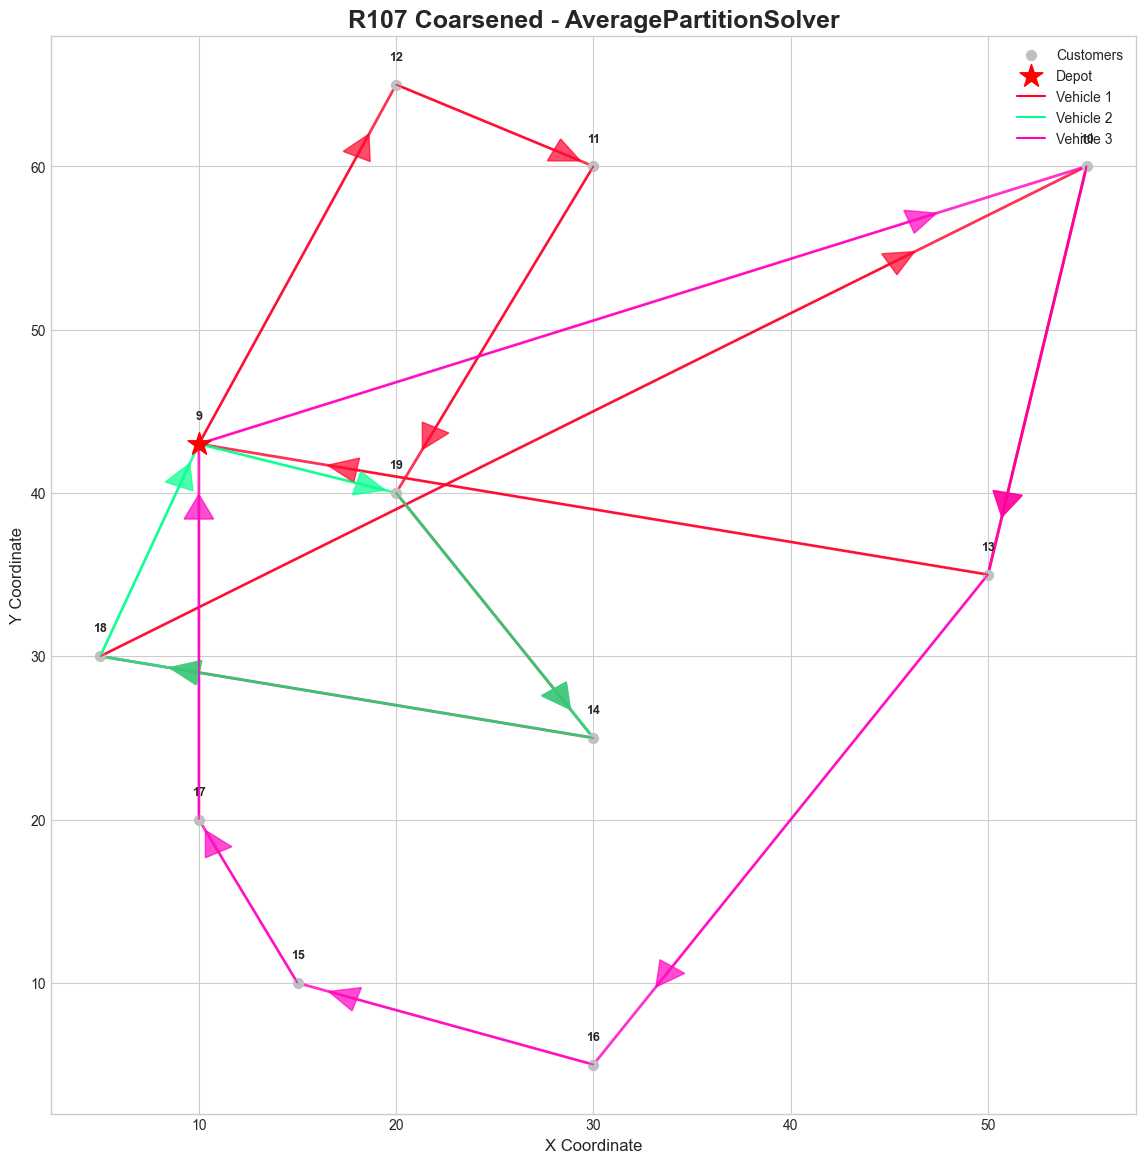 R107 Coarsened - AveragePartitionSolver
Customers
Depot
Vehicle 1
Vehicle 2
Vehicle 3
10
12
11
9
19
13
18
14
17
15
16
60
50
40
30
20
10
Y Coordinate
10
20
30
40
50
X Coordinate